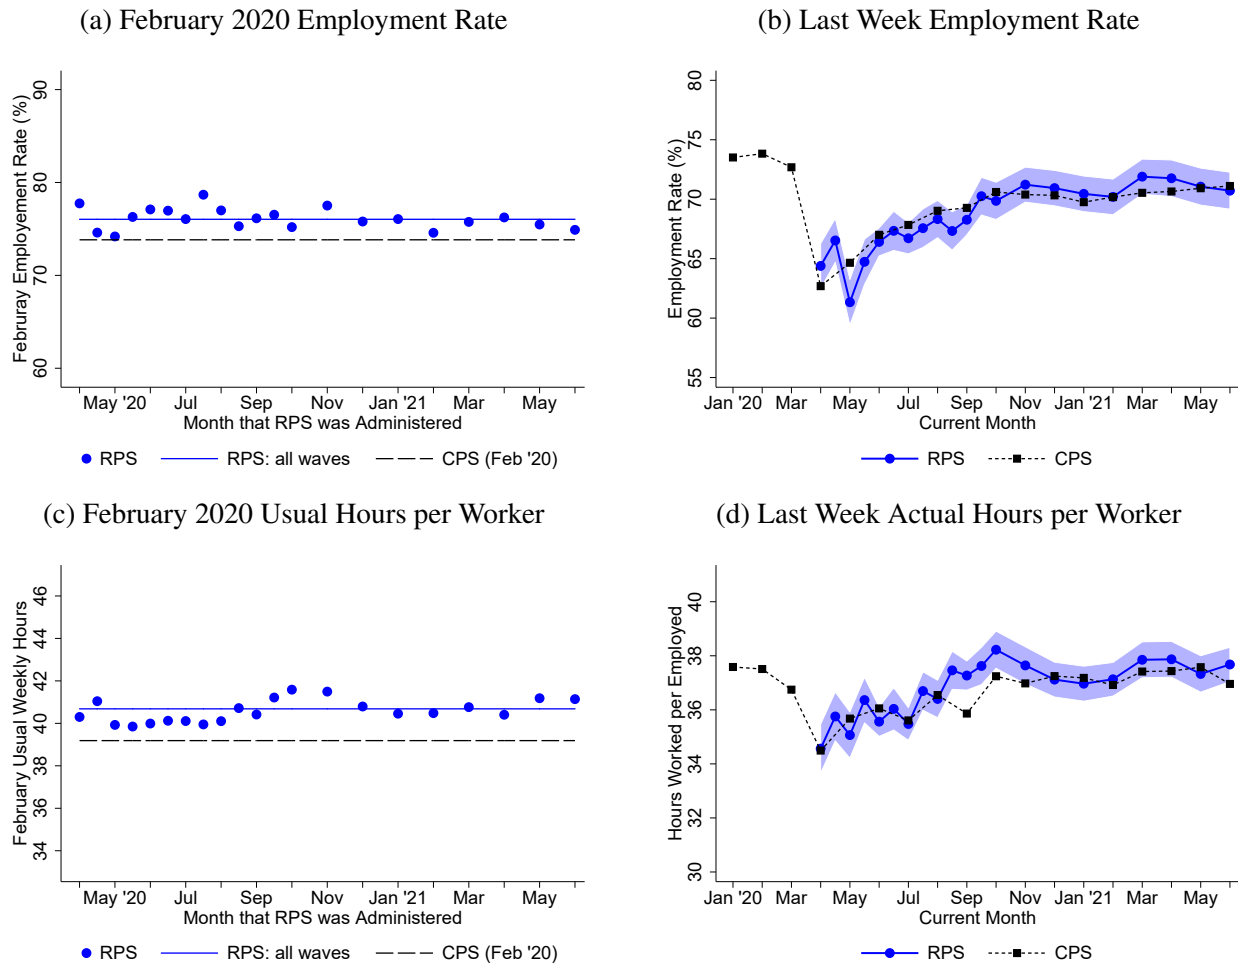 (a) February 2020 Employment Rate
Februray Employement Rate (%)
90
80
70
60
May '20 Jul Sep Nov Jan '21 Mar May
Month that RPS was Administered
RPS RPS: all waves CPS (Feb '20)
(b) Last Week Employment Rate
Employment Rate (%)
80
75
70
65
60
55
Jan '20 Mar May Jul Sep Nov Jan '21 Mar May
Current Month
RPS CPS
(c) February 2020 Usual Hours per Worker
February Usual Weekly Hours
46
44
42
40
38
36
34
May '20 Jul Sep Nov Jan '21 Mar May
Month that RPS was Administered
RPS RPS: all waves CPS (Feb '20)
(d) Last Week Actual Hours per Worker
Hours Worked per Employed
40
38
36
34
32
30
Jan '20 Mar May Jul Sep Nov Jan '21 Mar May
Current Month
RPS CPS